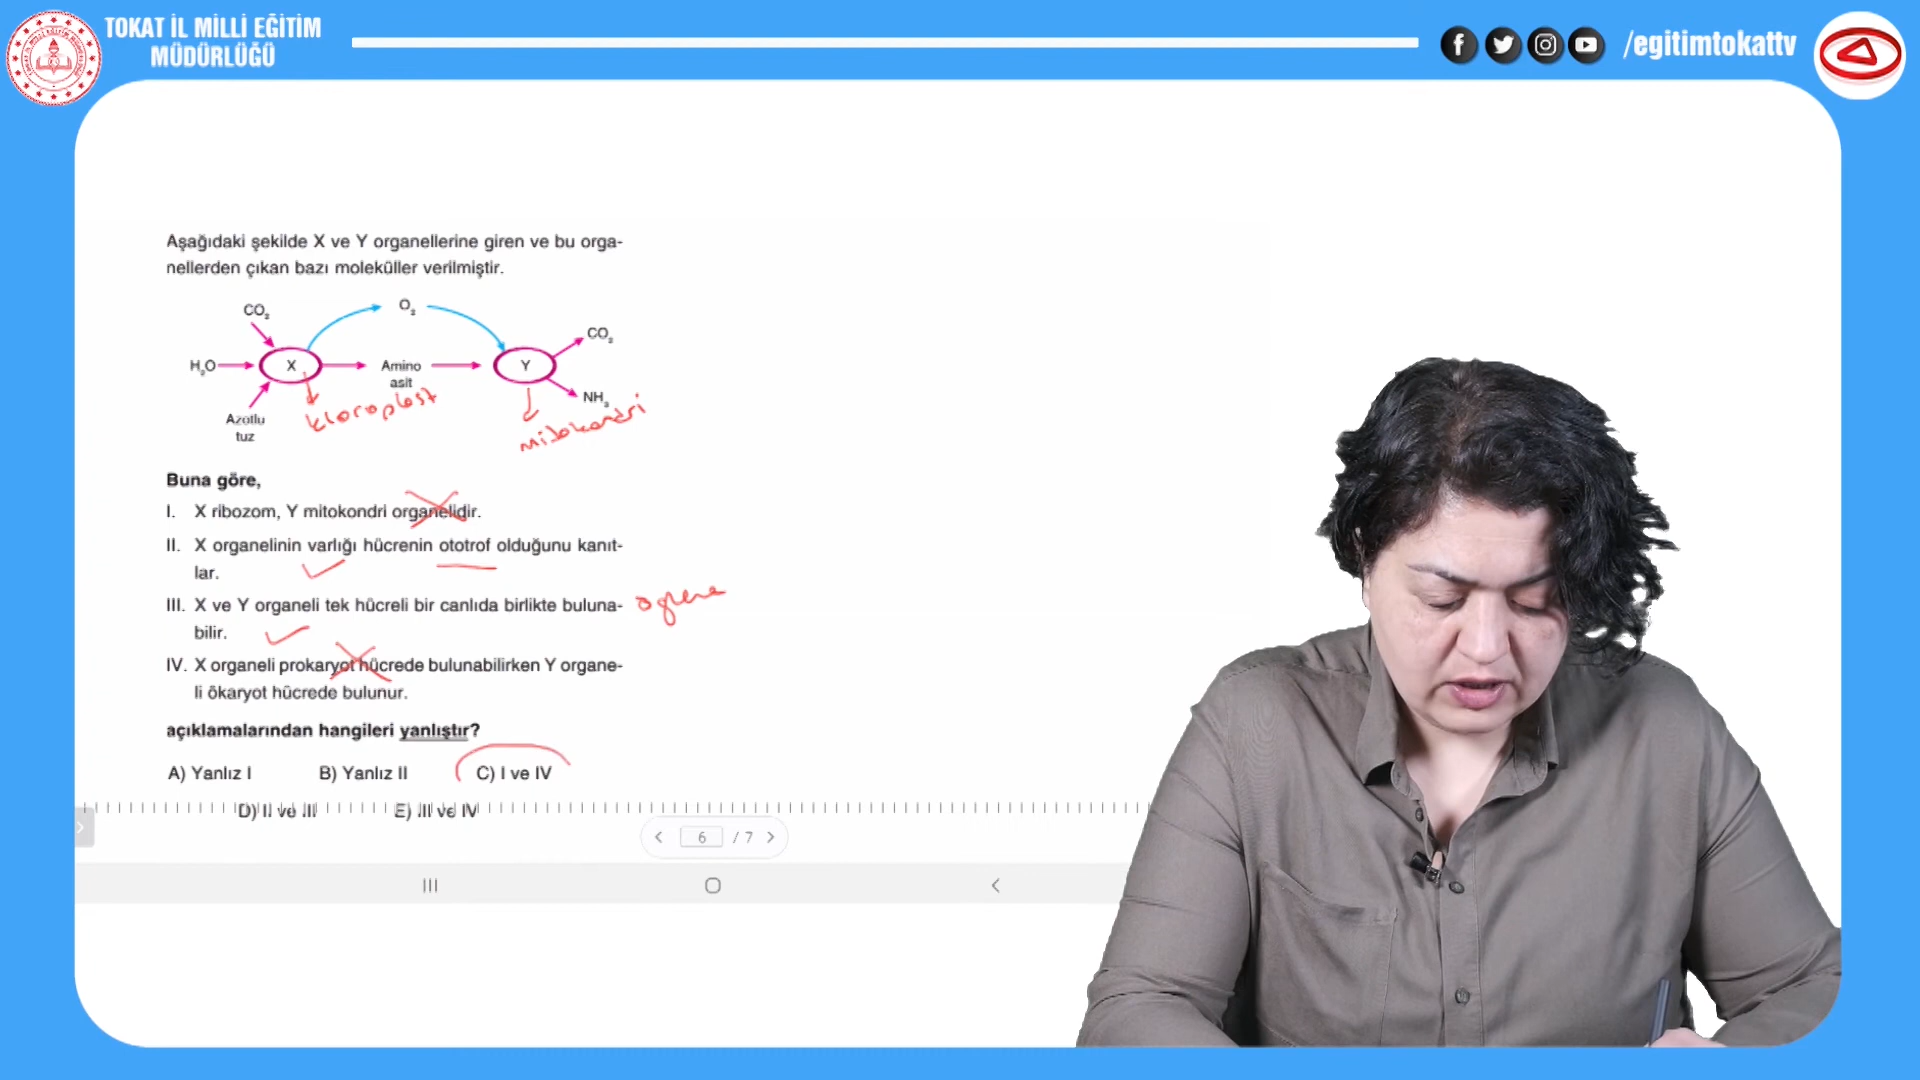 TOKAT İL MİLLİ EĞİTİM
MÜDÜRLÜĞÜ
/egitimtokattv
Aşağıdaki şekilde X ve Y organellerine giren ve bu orga-
nellerden çıkan bazı moleküller verilmiştir.
CO₂
O₂
CO₂
H₂O
X
Amino
asit
Y
NH₃
Azotlu
tuz
kloroplast
mitokondri
Buna göre,
I. X ribozom, Y mitokondri organelidir.
II. X organelinin varlığı hücrenin ototrof olduğunu kanıt-
lar.
III. X ve Y organeli tek hücreli bir canlıda birlikte buluna-
bilir.
IV. X organeli prokaryot hücrede bulunabilirken Y organe-
li ökaryot hücrede bulunur.
açıklamalarından hangileri yanlıştır?
A) Yanlız I B) Yanlız II C) I ve IV
D) II ve III E) III ve IV
6 / 7